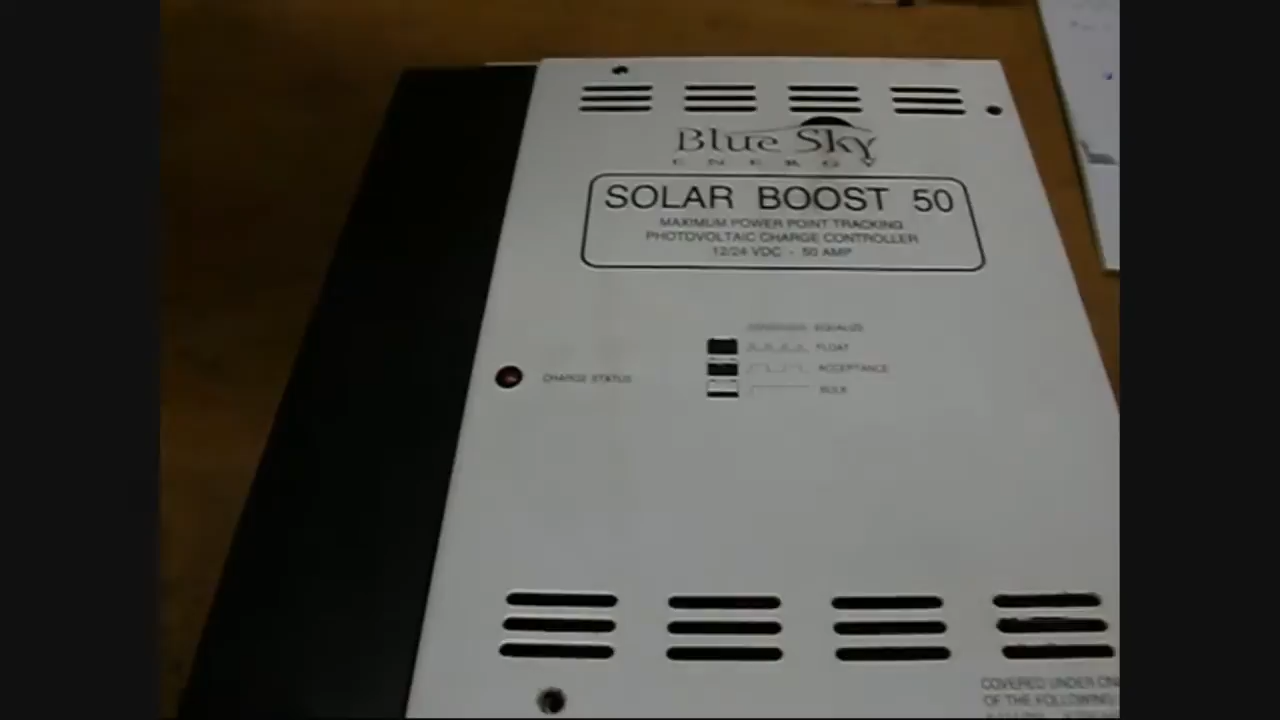 Blue Sky
ENERGY
SOLAR BOOST 50
MAXIMUM POWER POINT TRACKING
PHOTOVOLTAIC CHARGE CONTROLLER
12/24 VDC - 50 AMP
EQUALIZE
FLOAT
CHARGE STATUS
ACCEPTANCE
BULK
COVERED UNDER
OF THE FOLLOWING